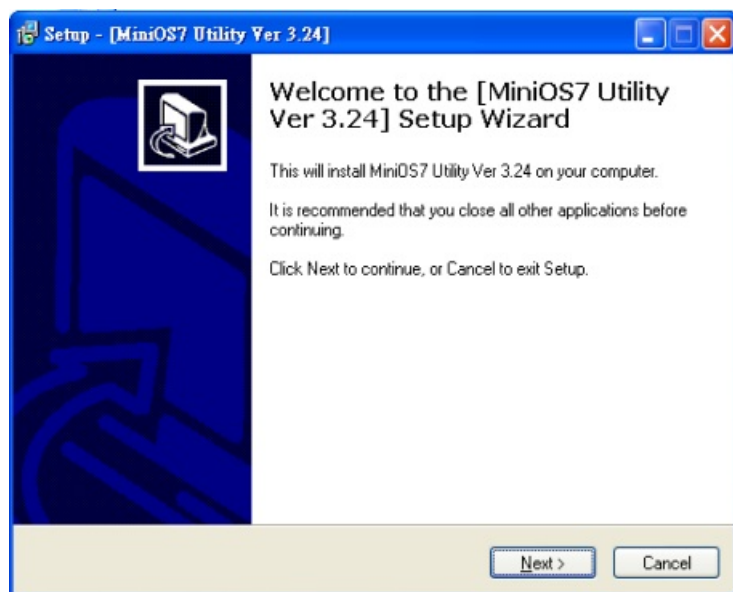 Setup - [MiniOS7 Utility Ver 3.24]
Welcome to the [MiniOS7 Utility
Ver 3.24] Setup Wizard
This will install MiniOS7 Utility Ver 3.24 on your computer.
It is recommended that you close all other applications before
continuing.
Click Next to continue, or Cancel to exit Setup.
Next >
Cancel